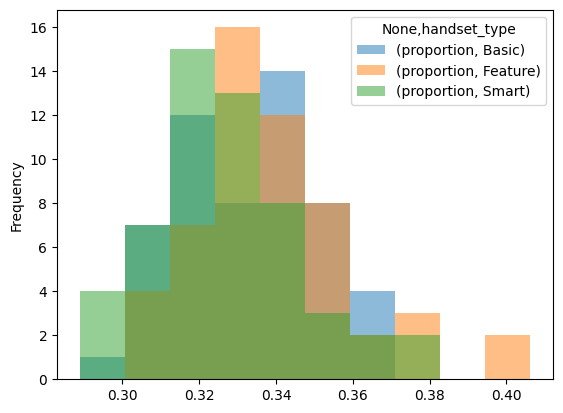 None,handset_type
(proportion, Basic)
(proportion, Feature)
(proportion, Smart)
Frequency
16
14
12
10
8
6
4
2
0
0.30 0.32 0.34 0.36 0.38 0.40